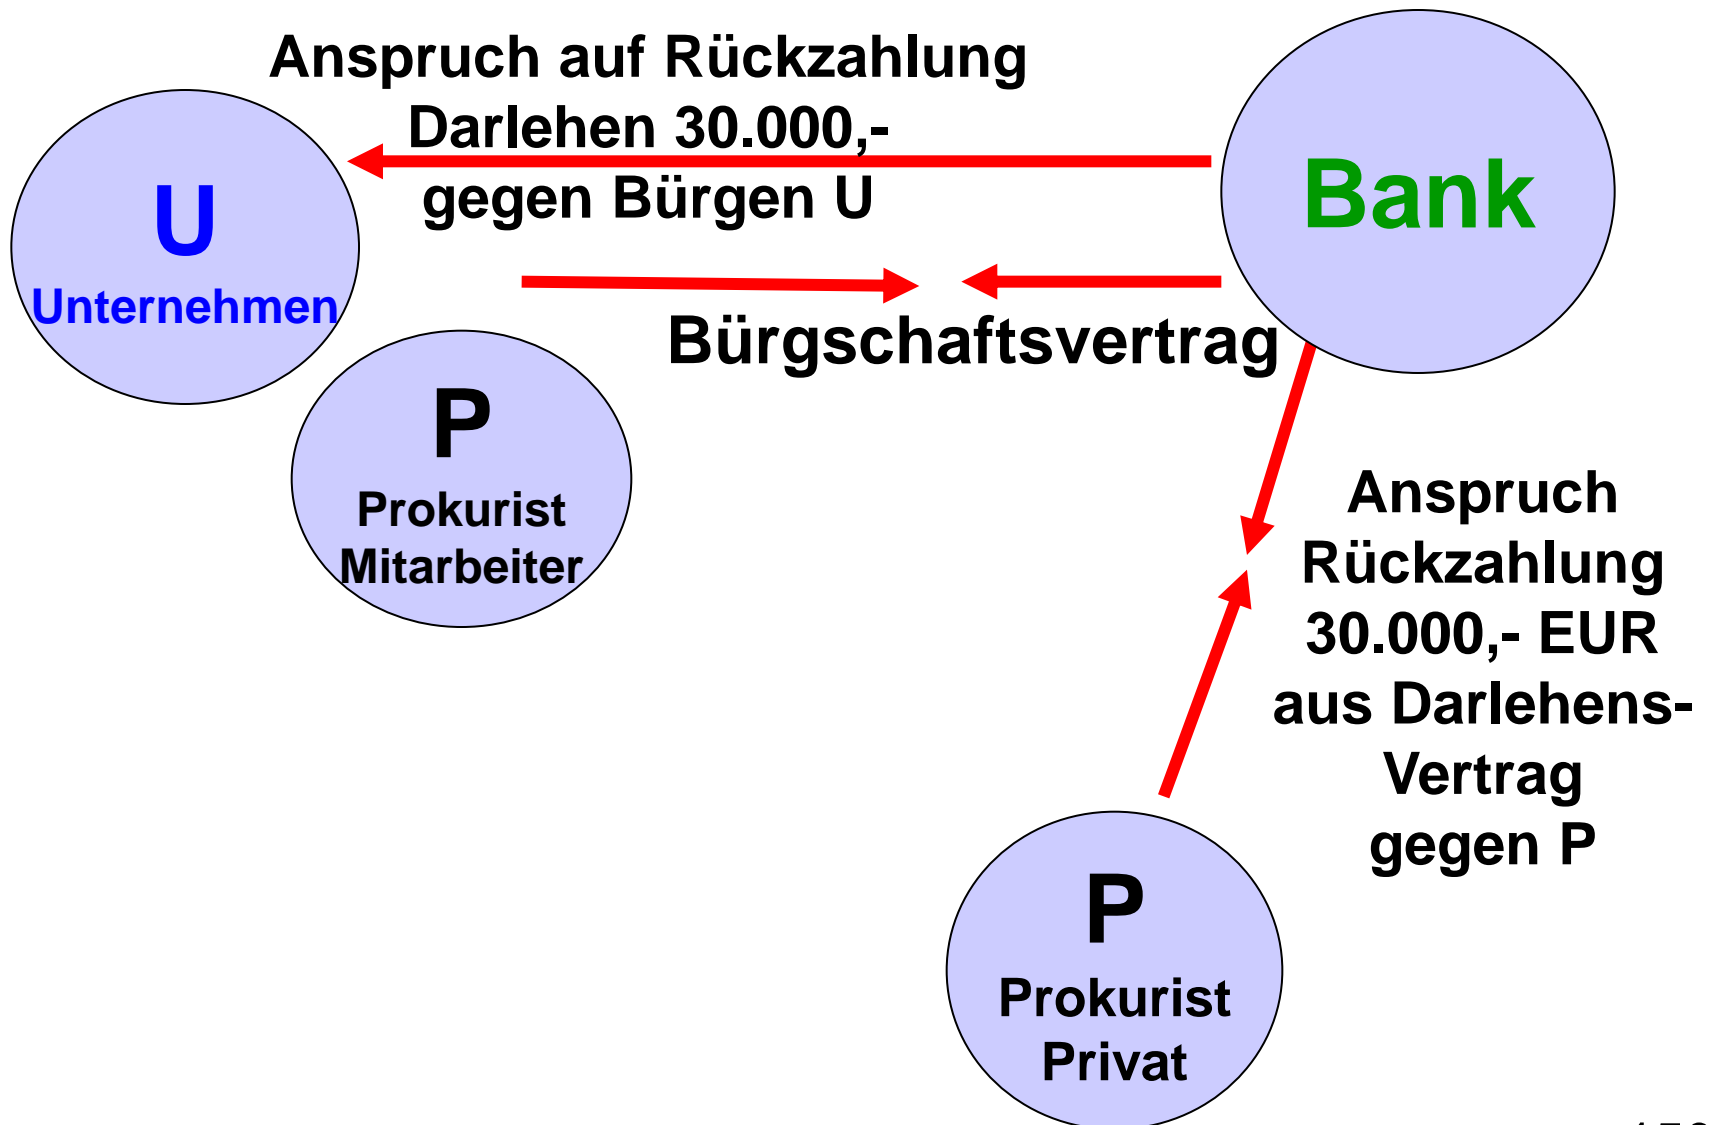 Anspruch auf Rückzahlung
Darlehen 30.000,-
gegen Bürgen U
Bank
U
Unternehmen
Bürgschaftsvertrag
P
Prokurist
Mitarbeiter
Anspruch
Rückzahlung
30.000,- EUR
aus Darlehens-
Vertrag
gegen P
P
Prokurist
Privat